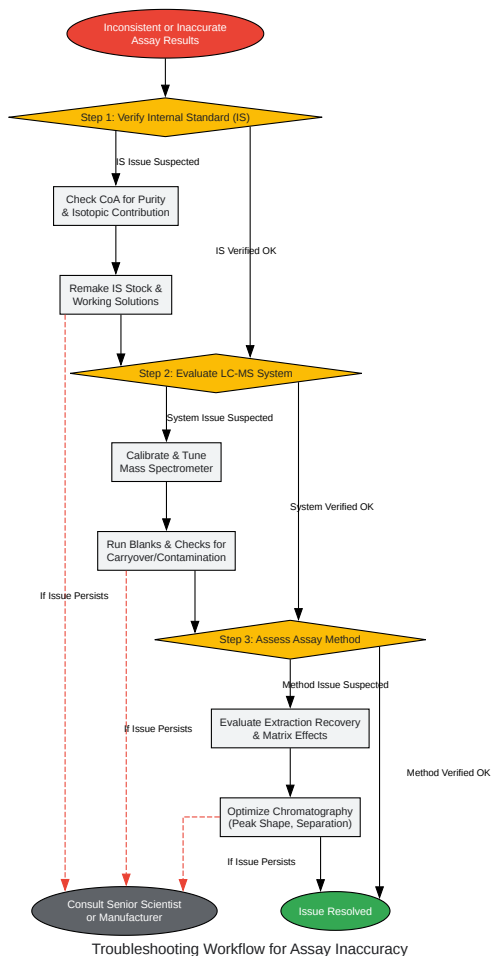 Inconsistent or Inaccurate
Assay Results
Step 1: Verify Internal Standard (IS)
IS Issue Suspected
Check CoA for Purity
& Isotopic Contribution
IS Verified OK
Remake IS Stock &
Working Solutions
Step 2: Evaluate LC-MS System
System Issue Suspected
Calibrate & Tune
Mass Spectrometer
System Verified OK
Run Blanks & Checks for
Carryover/Contamination
If Issue Persists
Step 3: Assess Assay Method
Method Issue Suspected
Evaluate Extraction Recovery
& Matrix Effects
If Issue Persists
Method Verified OK
Optimize Chromatography
(Peak Shape, Separation)
If Issue Persists
Consult Senior Scientist
or Manufacturer
Issue Resolved
Troubleshooting Workflow for Assay Inaccuracy